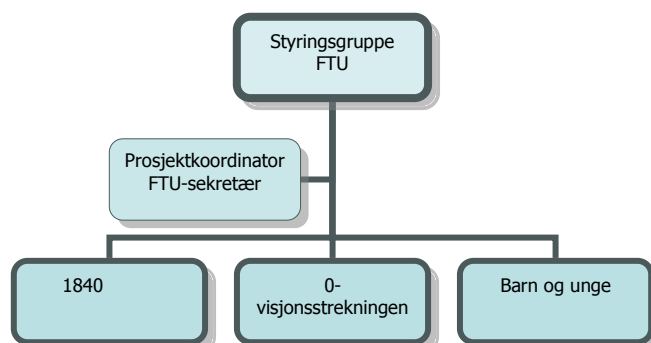 Styringsgruppe
FTU
Prosjektkoordinator
FTU-sekretær
1840
0-
visjonsstrekningen
Barn og unge